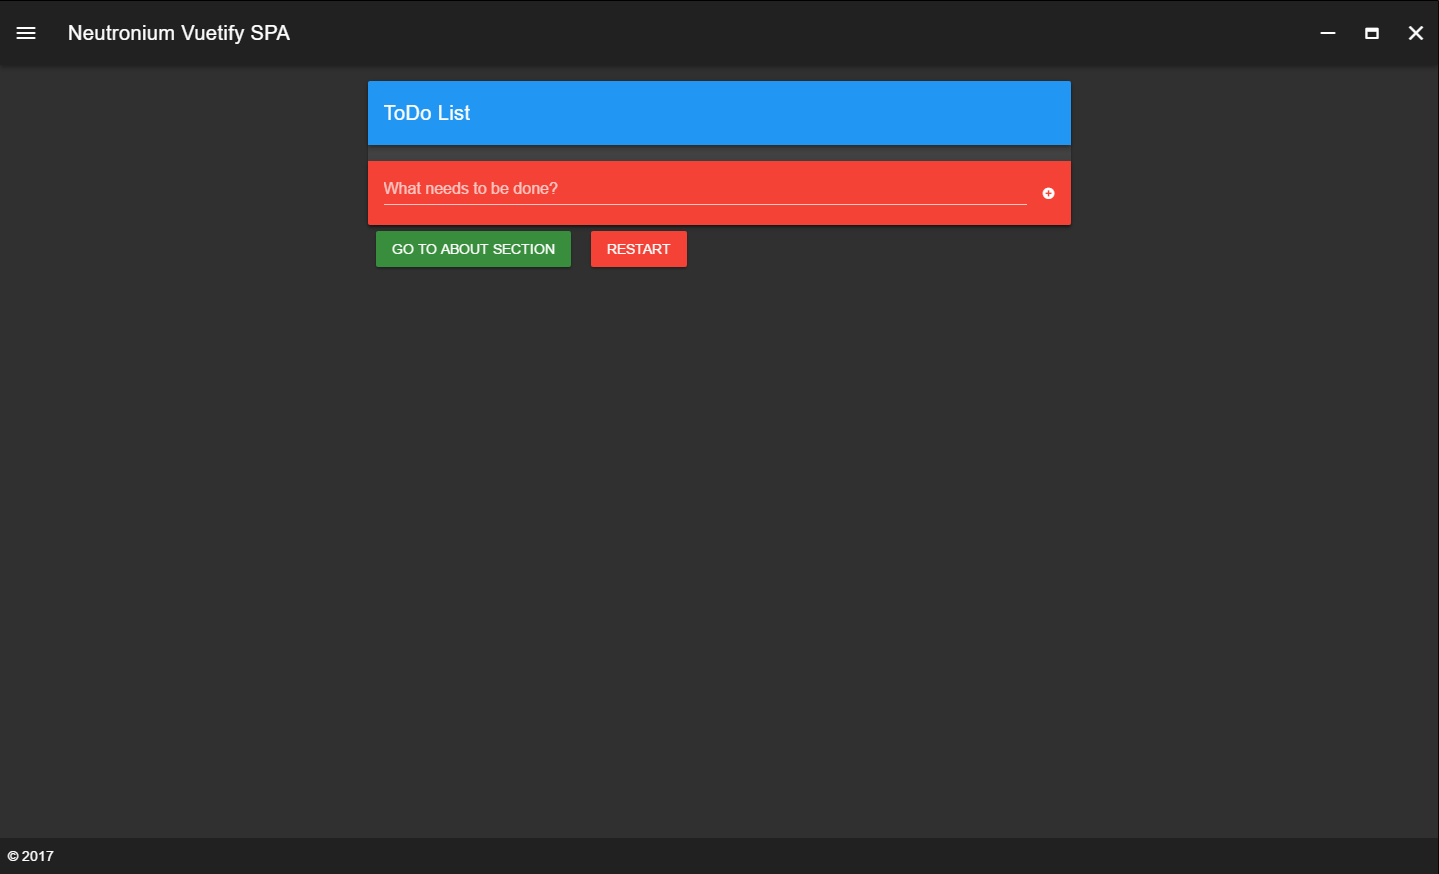 Neutronium Vuetify SPA
ToDo List
What needs to be done?
GO TO ABOUT SECTION
RESTART
© 2017